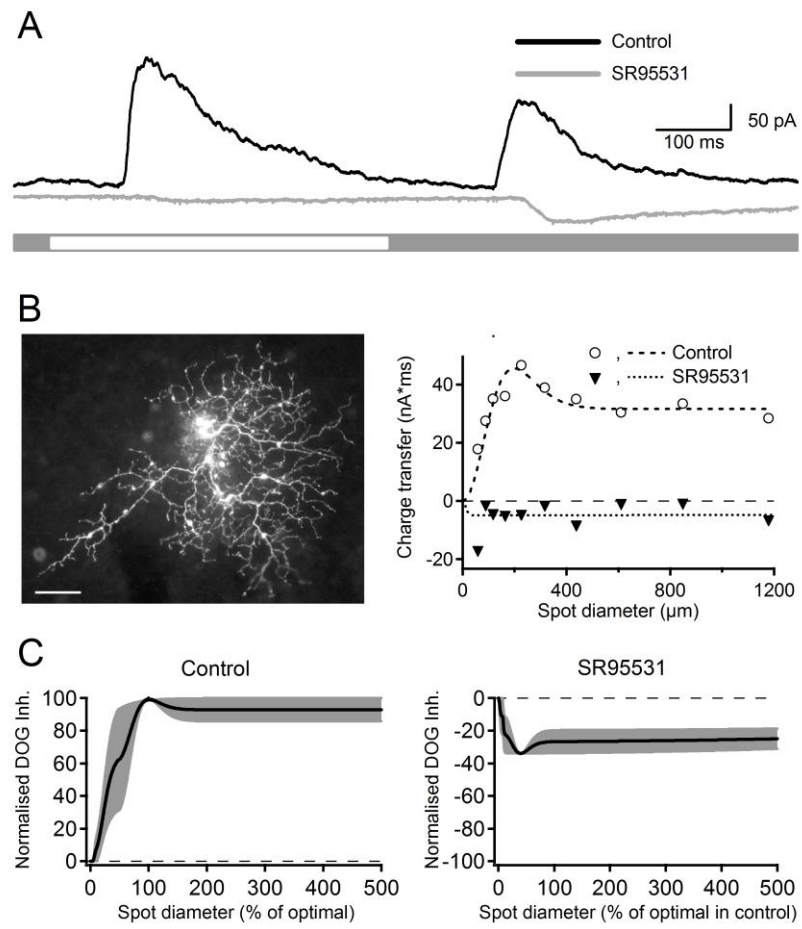 A
Control
SR95531
50 pA
100 ms
B
Control
SR95531
Charge transfer (nA*ms)
40
20
0
-20
0
400
800
1200
Spot diameter (µm)
C
Control
Normalised DOG Inh.
100
80
60
40
20
0
0 100 200 300 400 500
Spot diameter (% of optimal)
SR95531
Normalised DOG Inh.
0
-20
-40
-60
-80
-100
0 100 200 300 400 500
Spot diameter (% of optimal in control)